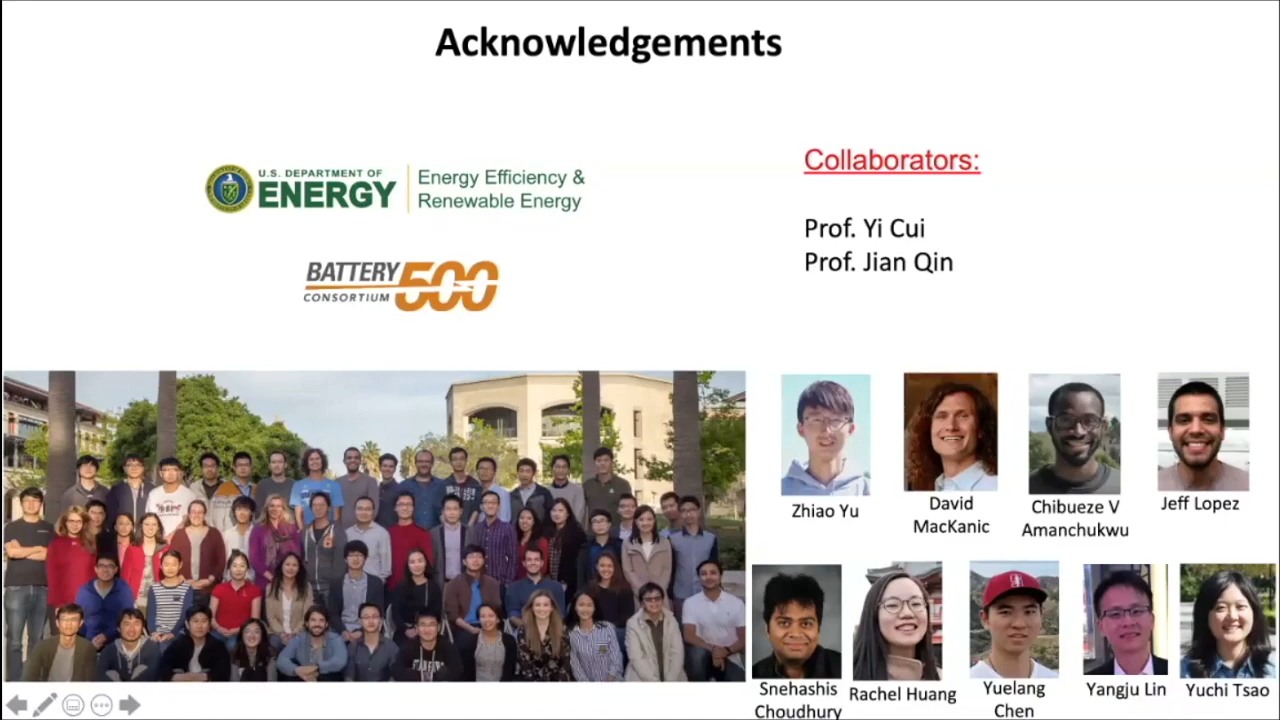 Acknowledgements
U.S. DEPARTMENT OF
ENERGY
Energy Efficiency &
Renewable Energy
BATTERY
CONSORTIUM
500
Collaborators:
Prof. Yi Cui
Prof. Jian Qin
Zhiao Yu
David
MacKanic
Chibueze V
Amanchukwu
Jeff Lopez
Snehashis
Choudhury
Rachel Huang
Yuelang
Chen
Yangju Lin
Yuchi Tsao